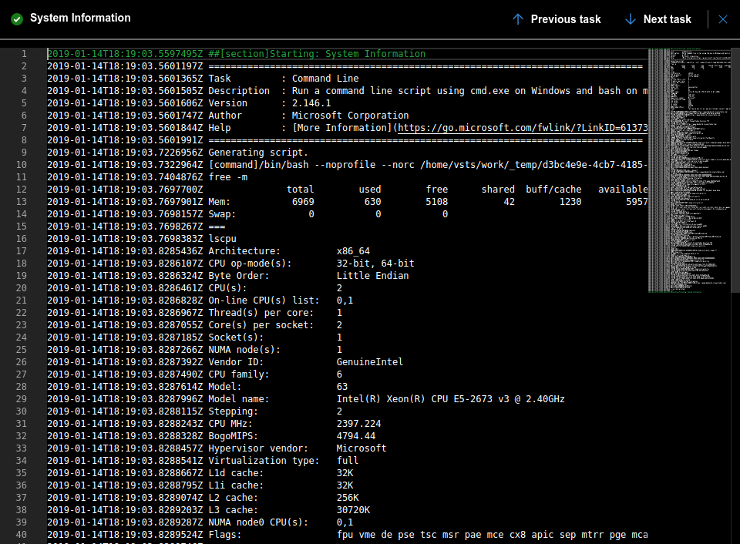 System Information
Previous task
Next task
1 2019-01-14T18:19:03.5597495Z ##[section]Starting: System Information
2 2019-01-14T18:19:03.5601197Z ==============================================================================
3 2019-01-14T18:19:03.5601365Z Task         : Command Line
4 2019-01-14T18:19:03.5601505Z Description  : Run a command line script using cmd.exe on Windows and bash on m
5 2019-01-14T18:19:03.5601606Z Version      : 2.146.1
6 2019-01-14T18:19:03.5601747Z Author       : Microsoft Corporation
7 2019-01-14T18:19:03.5601844Z Help         : [More Information](https://go.microsoft.com/fwlink/?LinkID=61373
8 2019-01-14T18:19:03.5601991Z ==============================================================================
9 2019-01-14T18:19:03.7226956Z Generating script.
10 2019-01-14T18:19:03.7322964Z [command]/bin/bash --noprofile --norc /home/vsts/work/_temp/d3bc4e9e-4cb7-4185-
11 2019-01-14T18:19:03.7404876Z free -m
12 2019-01-14T18:19:03.7697700Z               total        used        free      shared  buff/cache   available
13 2019-01-14T18:19:03.7697901Z Mem:           6969         630        5108          42        1230        5957
14 2019-01-14T18:19:03.7698157Z Swap:             0           0           0
15 2019-01-14T18:19:03.7698267Z ===
16 2019-01-14T18:19:03.7698383Z lscpu
17 2019-01-14T18:19:03.8285436Z Architecture:          x86_64
18 2019-01-14T18:19:03.8286107Z CPU op-mode(s):        32-bit, 64-bit
19 2019-01-14T18:19:03.8286324Z Byte Order:            Little Endian
20 2019-01-14T18:19:03.8286461Z CPU(s):                2
21 2019-01-14T18:19:03.8286828Z On-line CPU(s) list:   0,1
22 2019-01-14T18:19:03.8286967Z Thread(s) per core:    1
23 2019-01-14T18:19:03.8287055Z Core(s) per socket:    2
24 2019-01-14T18:19:03.8287185Z Socket(s):             1
25 2019-01-14T18:19:03.8287266Z NUMA node(s):          1
26 2019-01-14T18:19:03.8287392Z Vendor ID:             GenuineIntel
27 2019-01-14T18:19:03.8287490Z CPU family:            6
28 2019-01-14T18:19:03.8287614Z Model:                 63
29 2019-01-14T18:19:03.8287996Z Model name:            Intel(R) Xeon(R) CPU E5-2673 v3 @ 2.40GHz
30 2019-01-14T18:19:03.8288115Z Stepping:              2
31 2019-01-14T18:19:03.8288243Z CPU MHz:               2397.224
32 2019-01-14T18:19:03.8288328Z BogoMIPS:              4794.44
33 2019-01-14T18:19:03.8288457Z Hypervisor vendor:     Microsoft
34 2019-01-14T18:19:03.8288541Z Virtualization type:   full
35 2019-01-14T18:19:03.8288667Z L1d cache:             32K
36 2019-01-14T18:19:03.8288795Z L1i cache:             32K
37 2019-01-14T18:19:03.8289074Z L2 cache:              256K
38 2019-01-14T18:19:03.8289203Z L3 cache:              30720K
39 2019-01-14T18:19:03.8289287Z NUMA node0 CPU(s):     0,1
40 2019-01-14T18:19:03.8289524Z Flags:                 fpu vme de pse tsc msr pae mce cx8 apic sep mtrr pge mca